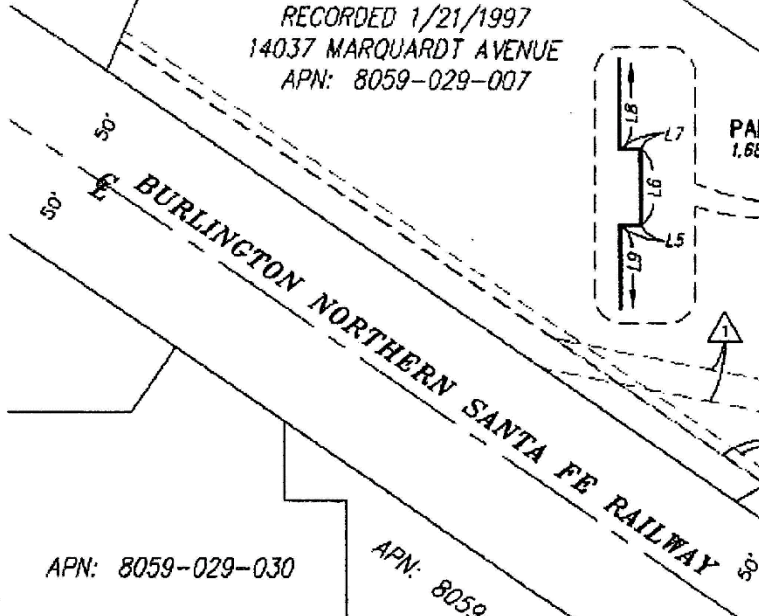 RECORDED 1/21/1997
14037 MARQUARDT AVENUE
APN: 8059-029-007
L8
L7
L6
L5
L9
1
50'
50'
℄ BURLINGTON NORTHERN SANTA FE RAILWAY
50'
APN: 8059-029-030
APN: 8059